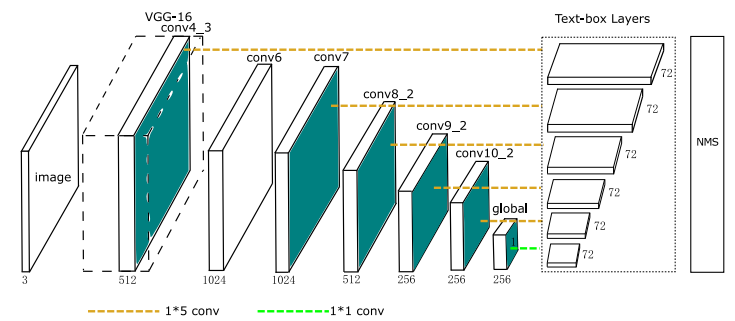 VGG-16
Text-box Layers
conv4_3
conv6
conv7
conv8_2
conv9_2
conv10_2
global
image
1
72
72
72
72
72
72
NMS
3
512
1024
1024
512
256
256
256
1*5 conv
1*1 conv